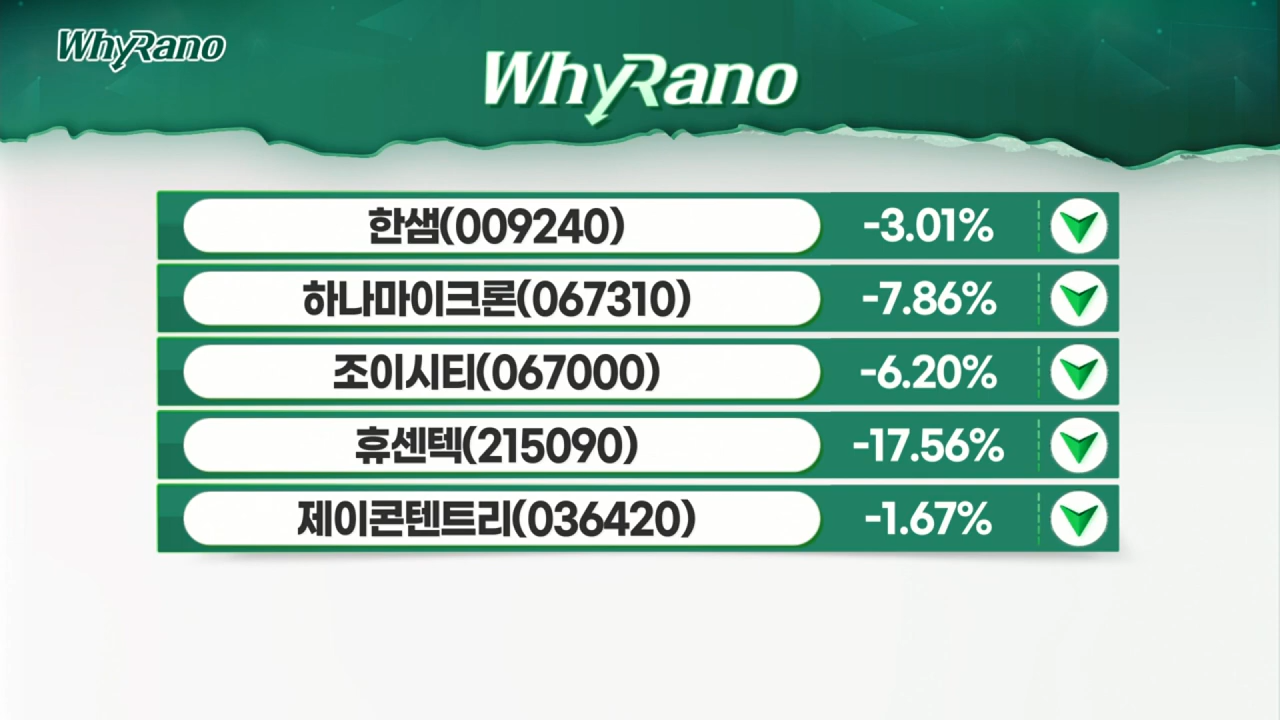 WhyRano
WhyRano
한샘(009240) -3.01%
하나마이크론(067310) -7.86%
조이시티(067000) -6.20%
휴센텍(215090) -17.56%
제이콘텐트리(036420) -1.67%